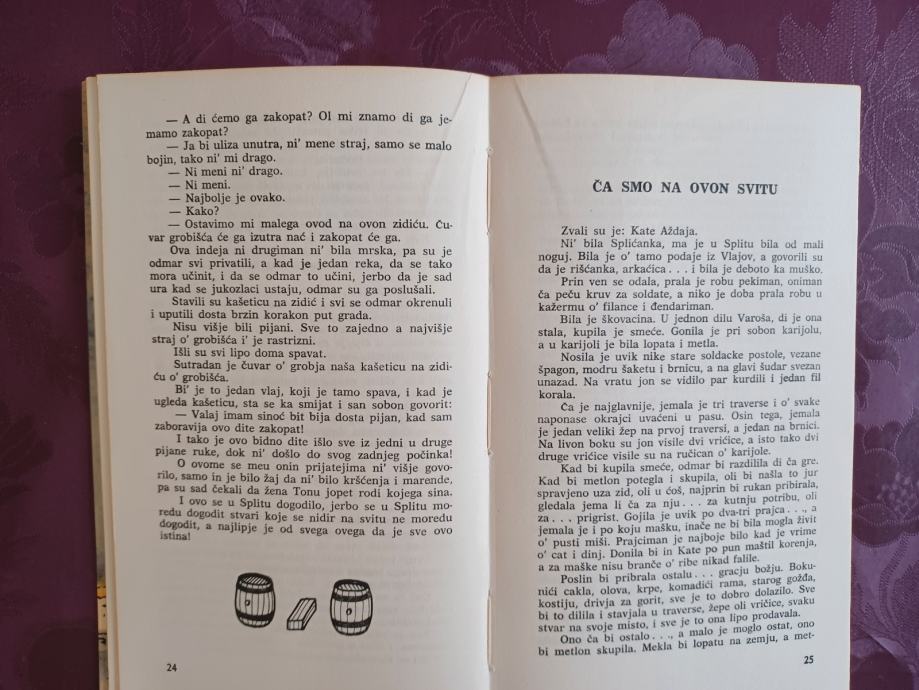 — A di ćemo ga zakopat? Ol mi znamo di ga je-
mamo zakopat?
— Ja bi uliza unutra, ni' mene straj, samo se malo
bojin, tako ni' mi drago.
— Ni meni ni' drago.
— Ni meni.
— Najbolje je ovako.
— Kako?
— Ostavimo mi malega ovod na ovon zidiću. Ču-
var grobišća će ga izutra nać i zakopat će ga.
Ova indeja ni drugiman ni' bila mrska, pa su je
odmar svi privatili, a kad je jedan reka, da se tako
mora učinit, i da se odmar to učini, jerbo da je sad
ura kad se jukozlaci ustaju, odmar su ga poslušali.
Stavili su kašeticu na zidić i svi se odmar okrenuli
i uputili dosta brzin korakon put grada.
Nisu višje bili pijani. Sve to zajedno a najvišje
straj o' grobišća i' je rastrizni.
Išli su svi lipo doma spavat.
Sutradan je čuvar o' grobja naša kašeticu na zidi-
ću o' grobišća.
Bi' je to jedan vlaj, koji je tamo spava, i kad je
ugleda kašeticu, sta se ka smijat i san sobon govorit:
— Valaj imam sinoć bit bija dosta pijan, kad sam
zaboravija ovo dite zakopat!
I tako je ovo bidno dite išlo sve iz jedni u druge
pijane ruke, dok ni' došlo do svog zadnjeg počinka!
O ovome se meu onin prijatejima ni' višje govo-
rilo, samo in je bilo žaj da ni' bilo kršćenja i marende,
pa su sad čekali da žena Tonu jopet rodi kojega sina.
I ovo se u Splitu dogodilo, jerbo se u Splitu mo-
redu dogodit stvari koje se nidir na svitu ne moredu
dogodit, a najlipje je od svega ovega da je sve ovo
istina!
24
ČA SMO NA OVON SVITU
Zvali su je: Kate Aždaja.
Ni' bila Splićanka, ma je u Splitu bila od mali
noguj. Bila je o' tamo podaje iz Vlajov, a govorili su
da je rišćanka, arkaćica . . . i bila je deboto ka muško.
Prin ven se odala, prala je robu pekiman, oniman
ča peču kruv za soldate, a niko je doba prala robu u
kažermu o' filance i đendariman.
Bila je škovacina. U jednon dilu Varoša, di je ona
stala, kupila je smeće. Gonila je pri sobon karijolu,
a u karijoli je bila lopata i metla.
Nosila je uvik nike stare soldacke postole, vezane
špagon, modru šaketu i brnicu, a na glavi šudar svezan
unazad. Na vratu jon se vidilo par kurdili i jedan fil
korala.
Ča je najglavnije, jemala je tri traverse i o' svake
naponase okrajci uvaćeni u pasu. Osin tega, jemala
je jedan veliki žep na prvoj traversi, a jedan na brnici.
Na livon boku su jon visile dvi vrićice, a isto tako dvi
druge vrićice visile su na ručican o' karijole.
Kad bi kupila smeće, odmar bi razdilila di ča gre.
Kad bi metlon potegla i skupila, oli bi našla to jur
spravjeno uza zid, oli u ćoš, najprin bi rukan pribirala,
gledala jema li ča za nju . . . za kutnju potribu, oli
za . . . prigrist. Gojila je uvik po dva-tri prajca . . ., a
jemala je i po koju mašku, inače ne bi bila mogla živit
o' pusti miši. Prajciman je najboje bilo kad je vrime
o' cat i dinj. Donila bi in Kate po pun maštil korenja,
a za maške nisu branče o' ribe nikad falile.
Poslin bi pribrala ostalu . . . gracju božju. Boku-
nići cakla, olova, krpe, komadići rama, starog gožđa,
kostiju, drivja za gorit, sve je to dobro dolazilo. Sve
bi to dilila i stavjala u traverse, žepe oli vričice, svaku
stvar na svoje misto, i sve je to ona lipo prodavala.
Ono ča bi ostalo . . ., a malo je moglo ostat, ono
bi metlon skupila. Mekla bi lopatu na zemju, a met-
25